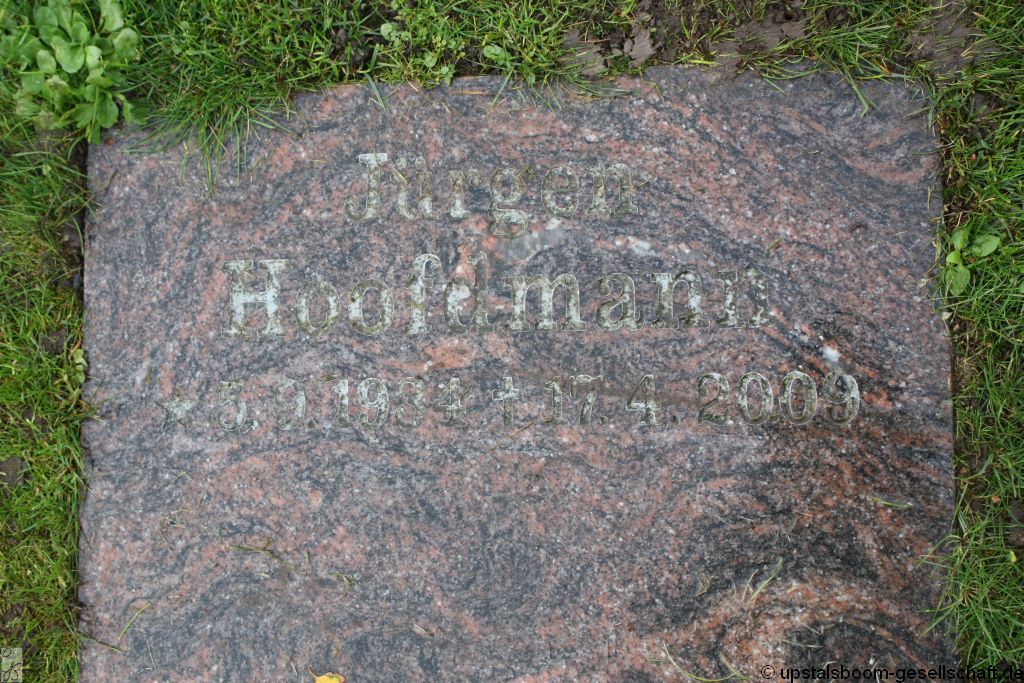 Jürgen
Hoofdmann
* 5.9.1934 † 17.4.2009
© upstalsboom-gesellschaft.de